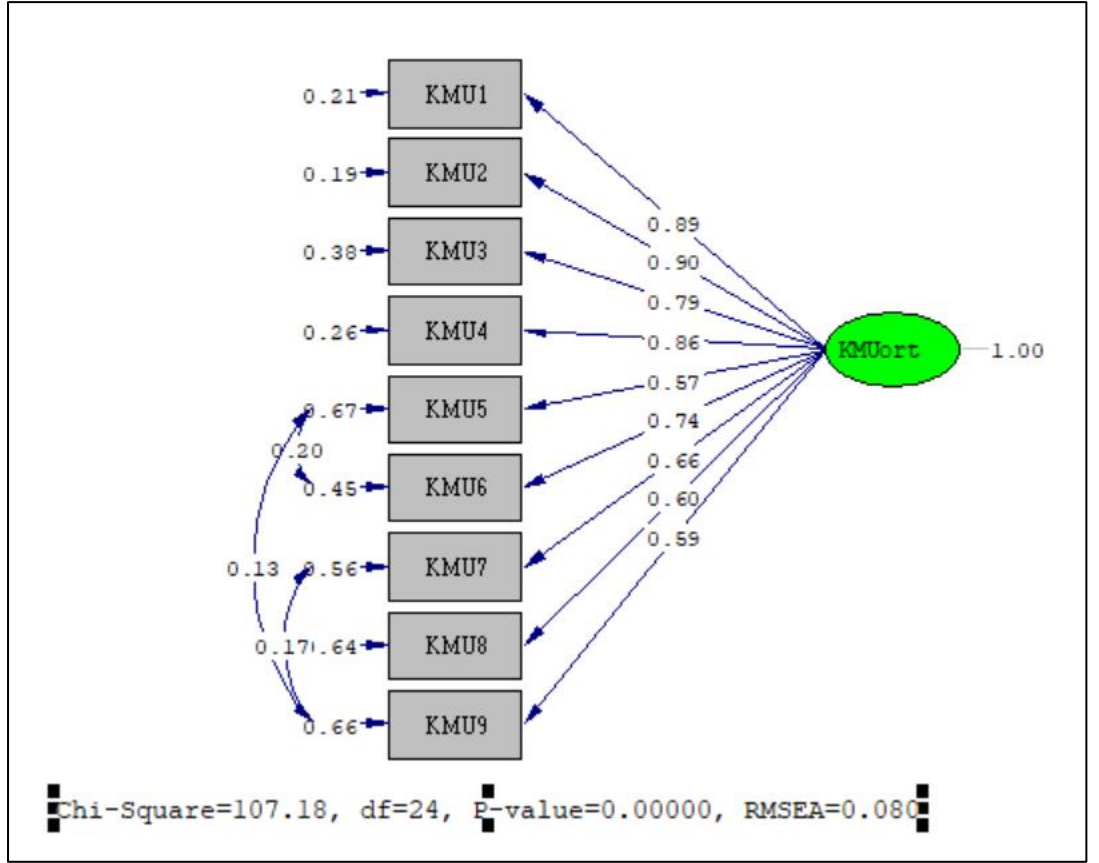 0.21 KMU1
0.19 KMU2
0.89
0.38 KMU3
0.90
0.79
0.26 KMU4
0.86
KMUort 1.00
0.57
0.67 KMU5
0.74
0.20
0.66
0.45 KMU6
0.60
0.59
0.13 0.56 KMU7
0.17 0.64 KMU8
0.66 KMU9
Chi-Square=107.18, df=24, P-value=0.00000, RMSEA=0.080